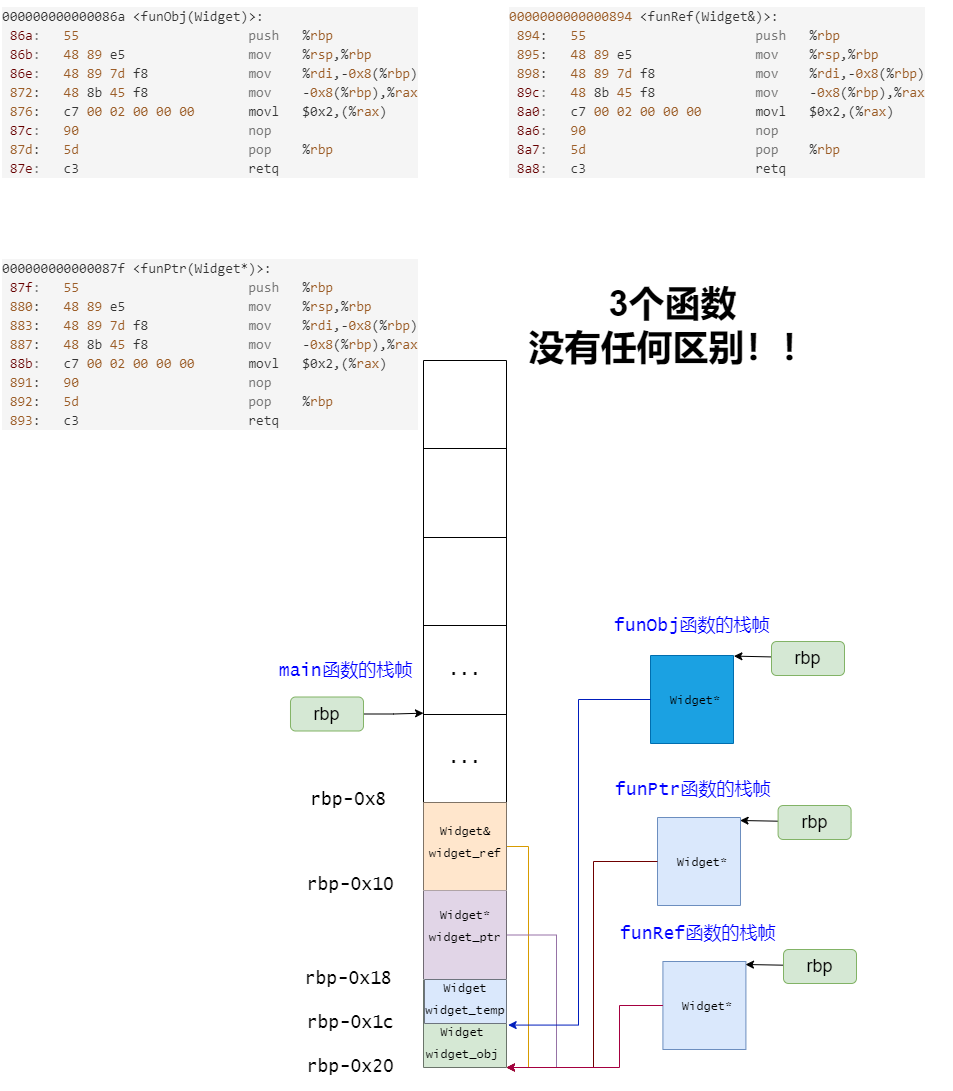 000000000000086a <funObj(Widget)>:
86a: 55 push %rbp
86b: 48 89 e5 mov %rsp,%rbp
86e: 48 89 7d f8 mov %rdi,-0x8(%rbp)
872: 48 8b 45 f8 mov -0x8(%rbp),%rax
876: c7 00 02 00 00 00 movl $0x2,(%rax)
87c: 90 nop
87d: 5d pop %rbp
87e: c3 retq
0000000000000894 <funRef(Widget&)>:
894: 55 push %rbp
895: 48 89 e5 mov %rsp,%rbp
898: 48 89 7d f8 mov %rdi,-0x8(%rbp)
89c: 48 8b 45 f8 mov -0x8(%rbp),%rax
8a0: c7 00 02 00 00 00 movl $0x2,(%rax)
8a6: 90 nop
8a7: 5d pop %rbp
8a8: c3 retq
000000000000087f <funPtr(Widget*)>:
87f: 55 push %rbp
880: 48 89 e5 mov %rsp,%rbp
883: 48 89 7d f8 mov %rdi,-0x8(%rbp)
887: 48 8b 45 f8 mov -0x8(%rbp),%rax
88b: c7 00 02 00 00 00 movl $0x2,(%rax)
891: 90 nop
892: 5d pop %rbp
893: c3 retq
3个函数
没有任何区别！！
main函数的栈帧
rbp
...
...
rbp-0x8
Widget&
widget_ref
rbp-0x10
Widget*
widget_ptr
rbp-0x18
Widget
widget_temp
rbp-0x1c
Widget
widget_obj
rbp-0x20
funObj函数的栈帧
rbp
Widget*
funPtr函数的栈帧
rbp
Widget*
funRef函数的栈帧
rbp
Widget*